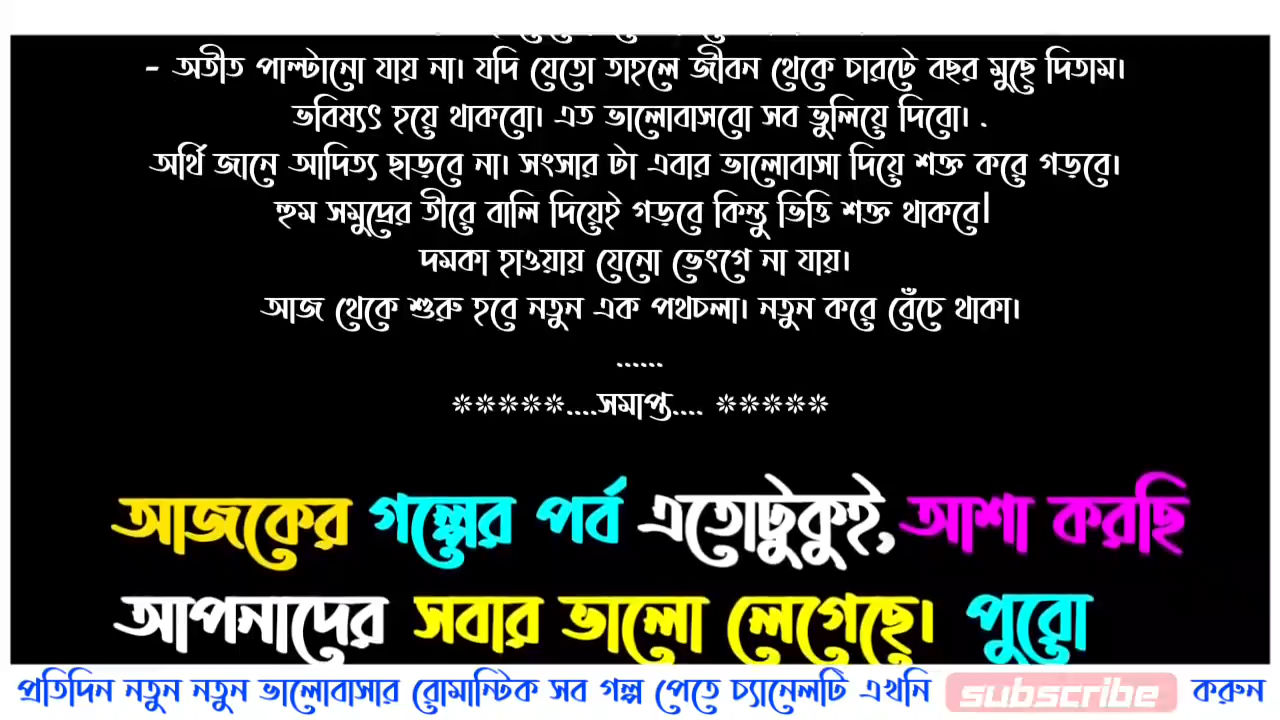 - অতীত পাল্টানো যায় না। যদি যেতো তাহলে জীবন থেকে চারটে বছর মুছে দিতাম।
ভবিষ্যৎ হয়ে থাকবো। এত ভালোবাসবো সব ভুলিয়ে দিবো। .
অর্থি জানে আদিত্য ছাড়বে না। সংসার টা এবার ভালোবাসা দিয়ে শক্ত করে গড়বে।
হুম সমুদ্রের তীরে বালি দিয়েই গড়বে কিন্তু ভিত্তি শক্ত থাকবে|
দমকা হাওয়ায় যেনো ভেংগে না যায়।
আজ থেকে শুরু হবে নতুন এক পথচলা। নতুন করে বেঁচে থাকা।
......
*****....সমাপ্ত.... *****
আজকের গল্পের পর্ব এতোটুকুই, আশা করছি
আপনাদের সবার ভালো লেগেছে। পুরো
প্রতিদিন নতুন নতুন ভালোবাসার রোমান্টিক সব গল্প পেতে চ্যানেলটি এখনি subscribe করুন